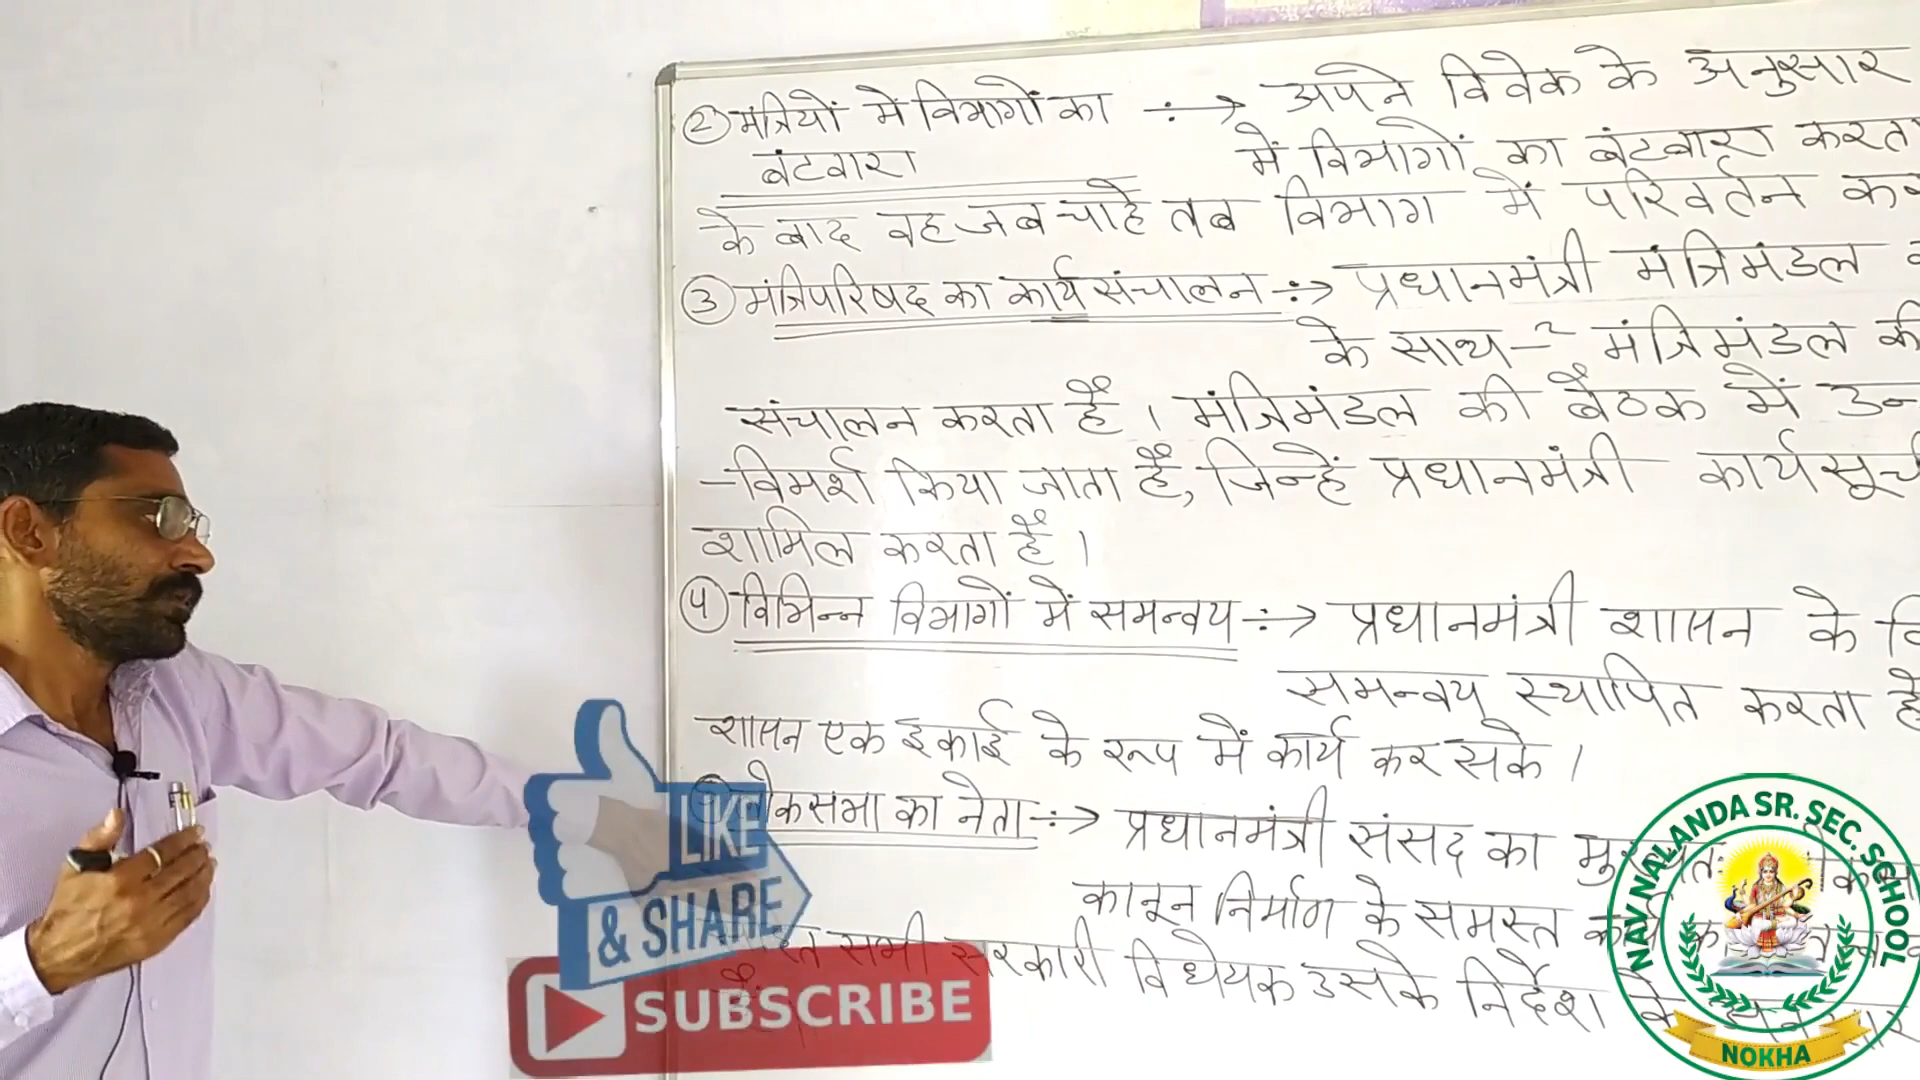 ② मंत्रियों में विभागों का ÷→ अपने विवेक के अनुसार
बंटवारा में विभागों का बंटवारा करता
के बाद वह जब चाहे तब विभाग में परिवर्तन कर
③ मंत्रिपरिषद का कार्य संचालन ÷→ प्रधानमंत्री मंत्रिमंडल
के साथ-2 मंत्रिमंडल की
संचालन करता है। मंत्रिमंडल की बैठक में उन
-विमर्श किया जाता है, जिन्हें प्रधानमंत्री कार्यसूची
शामिल करता है।
④ विभिन्न विभागों में समन्वय ÷→ प्रधानमंत्री शासन के वि
समन्वय स्थापित करता है
शासन एक इकाई के रूप में कार्य कर सके।
लोकसभा का नेता ÷→ प्रधानमंत्री संसद का
कानून निर्माण के समस्त
सभी सरकारी विधेयक उसके निर्देश के
LIKE
& SHARE
SUBSCRIBE
NAV NALANDA SR. SEC. SCHOOL
NOKHA